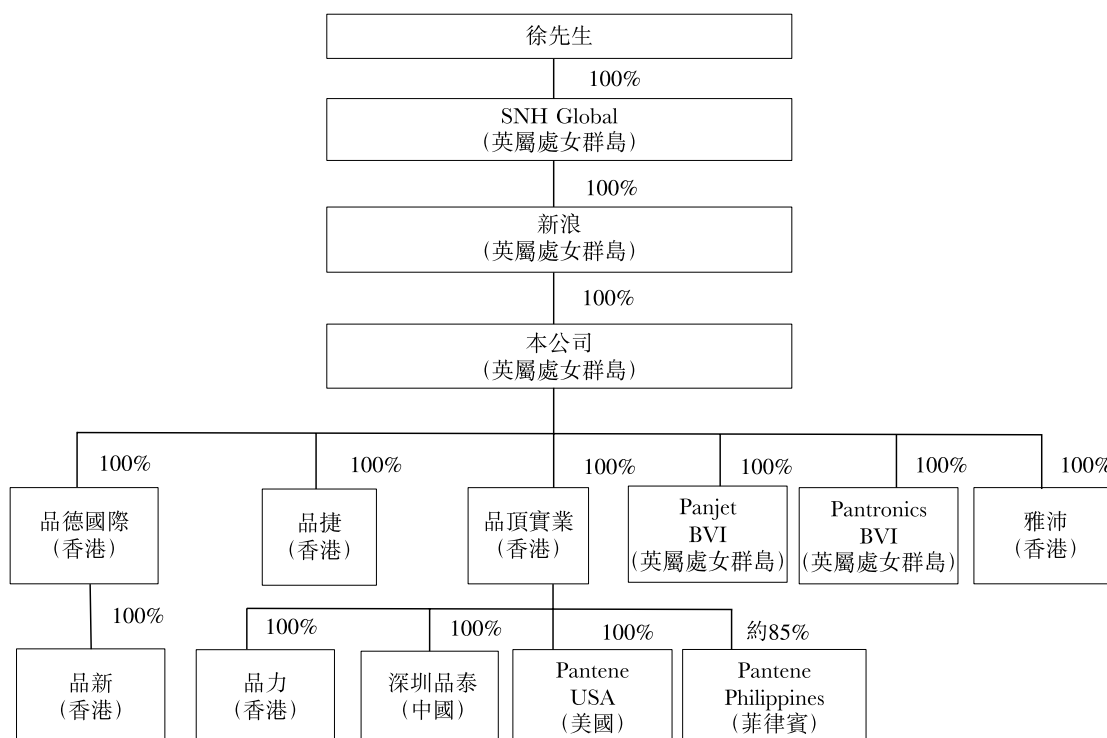 徐先生
100%
SNH Global
(英屬處女群島)
100%
新浪
(英屬處女群島)
100%
本公司
(英屬處女群島)
100%
100%
100%
100%
100%
100%
品德國際
(香港)
品捷
(香港)
品頂實業
(香港)
Panjet
BVI
(英屬處女群島)
Pantronics
BVI
(英屬處女群島)
雅沛
(香港)
100%
100%
100%
100%
約85%
品新
(香港)
品力
(香港)
深圳品泰
(中國)
Pantene
USA
(美國)
Pantene
Philippines
(菲律賓)